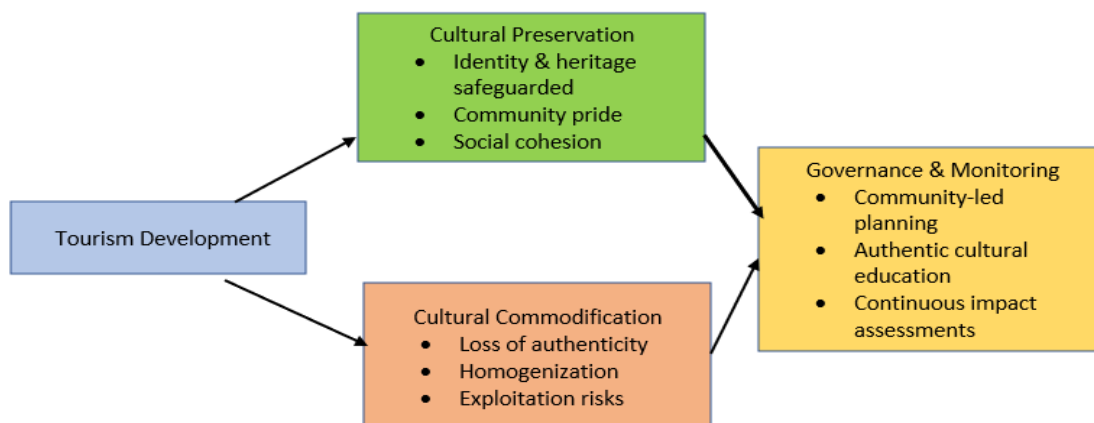 Tourism Development
Cultural Preservation
• Identity & heritage
safeguarded
• Community pride
• Social cohesion
Cultural Commodification
• Loss of authenticity
• Homogenization
• Exploitation risks
Governance & Monitoring
• Community-led
planning
• Authentic cultural
education
• Continuous impact
assessments